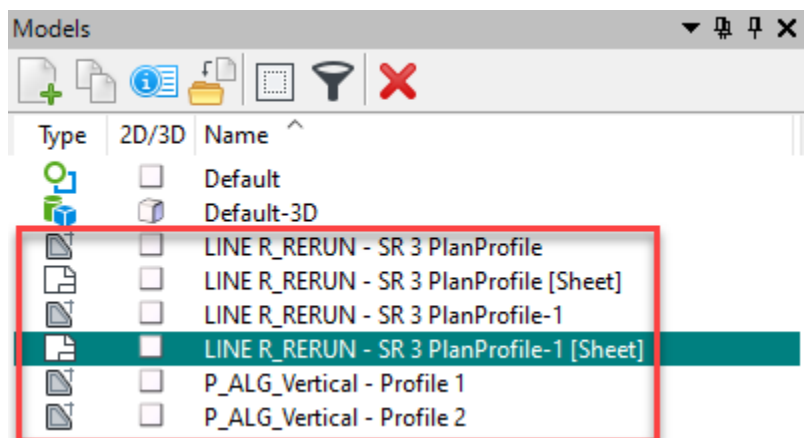 Models
Type 2D/3D Name
Default
Default-3D
LINE R_RERUN - SR 3 PlanProfile
LINE R_RERUN - SR 3 PlanProfile [Sheet]
LINE R_RERUN - SR 3 PlanProfile-1
LINE R_RERUN - SR 3 PlanProfile-1 [Sheet]
P_ALG_Vertical - Profile 1
P_ALG_Vertical - Profile 2